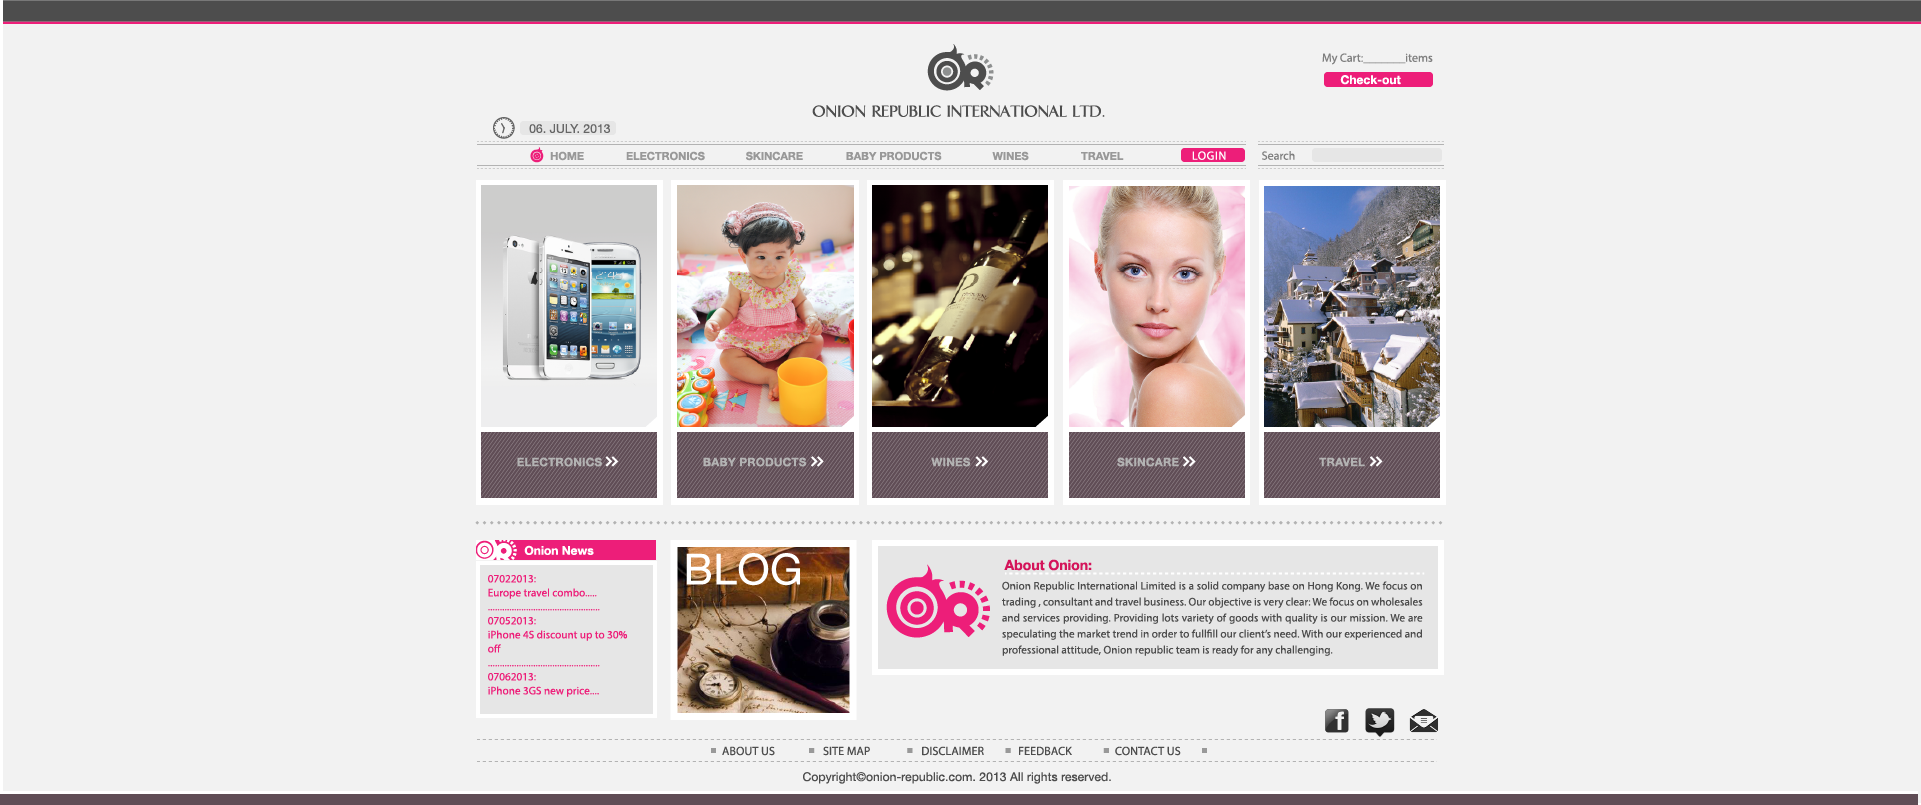 My Cart:_______items
Check-out
ONION REPUBLIC INTERNATIONAL LTD.
06. JULY. 2013
HOME ELECTRONICS SKINCARE BABY PRODUCTS WINES TRAVEL LOGIN Search
ELECTRONICS BABY PRODUCTS WINES SKINCARE TRAVEL
Onion News
07022013:
Europe travel combo.....
07052013:
iPhone 4S discount up to 30%
off
07062013:
iPhone 3GS new price....
BLOG
About Onion:
Onion Republic International Limited is a solid company base on Hong Kong. We focus on
trading , consultant and travel business. Our objective is very clear: We focus on wholesales
and services providing. Providing lots variety of goods with quality is our mission. We are
speculating the market trend in order to fullfill our client's need. With our experienced and
professional attitude, Onion republic team is ready for any challenging.
ABOUT US SITE MAP DISCLAIMER FEEDBACK CONTACT US
Copyright©onion-republic.com. 2013 All rights reserved.